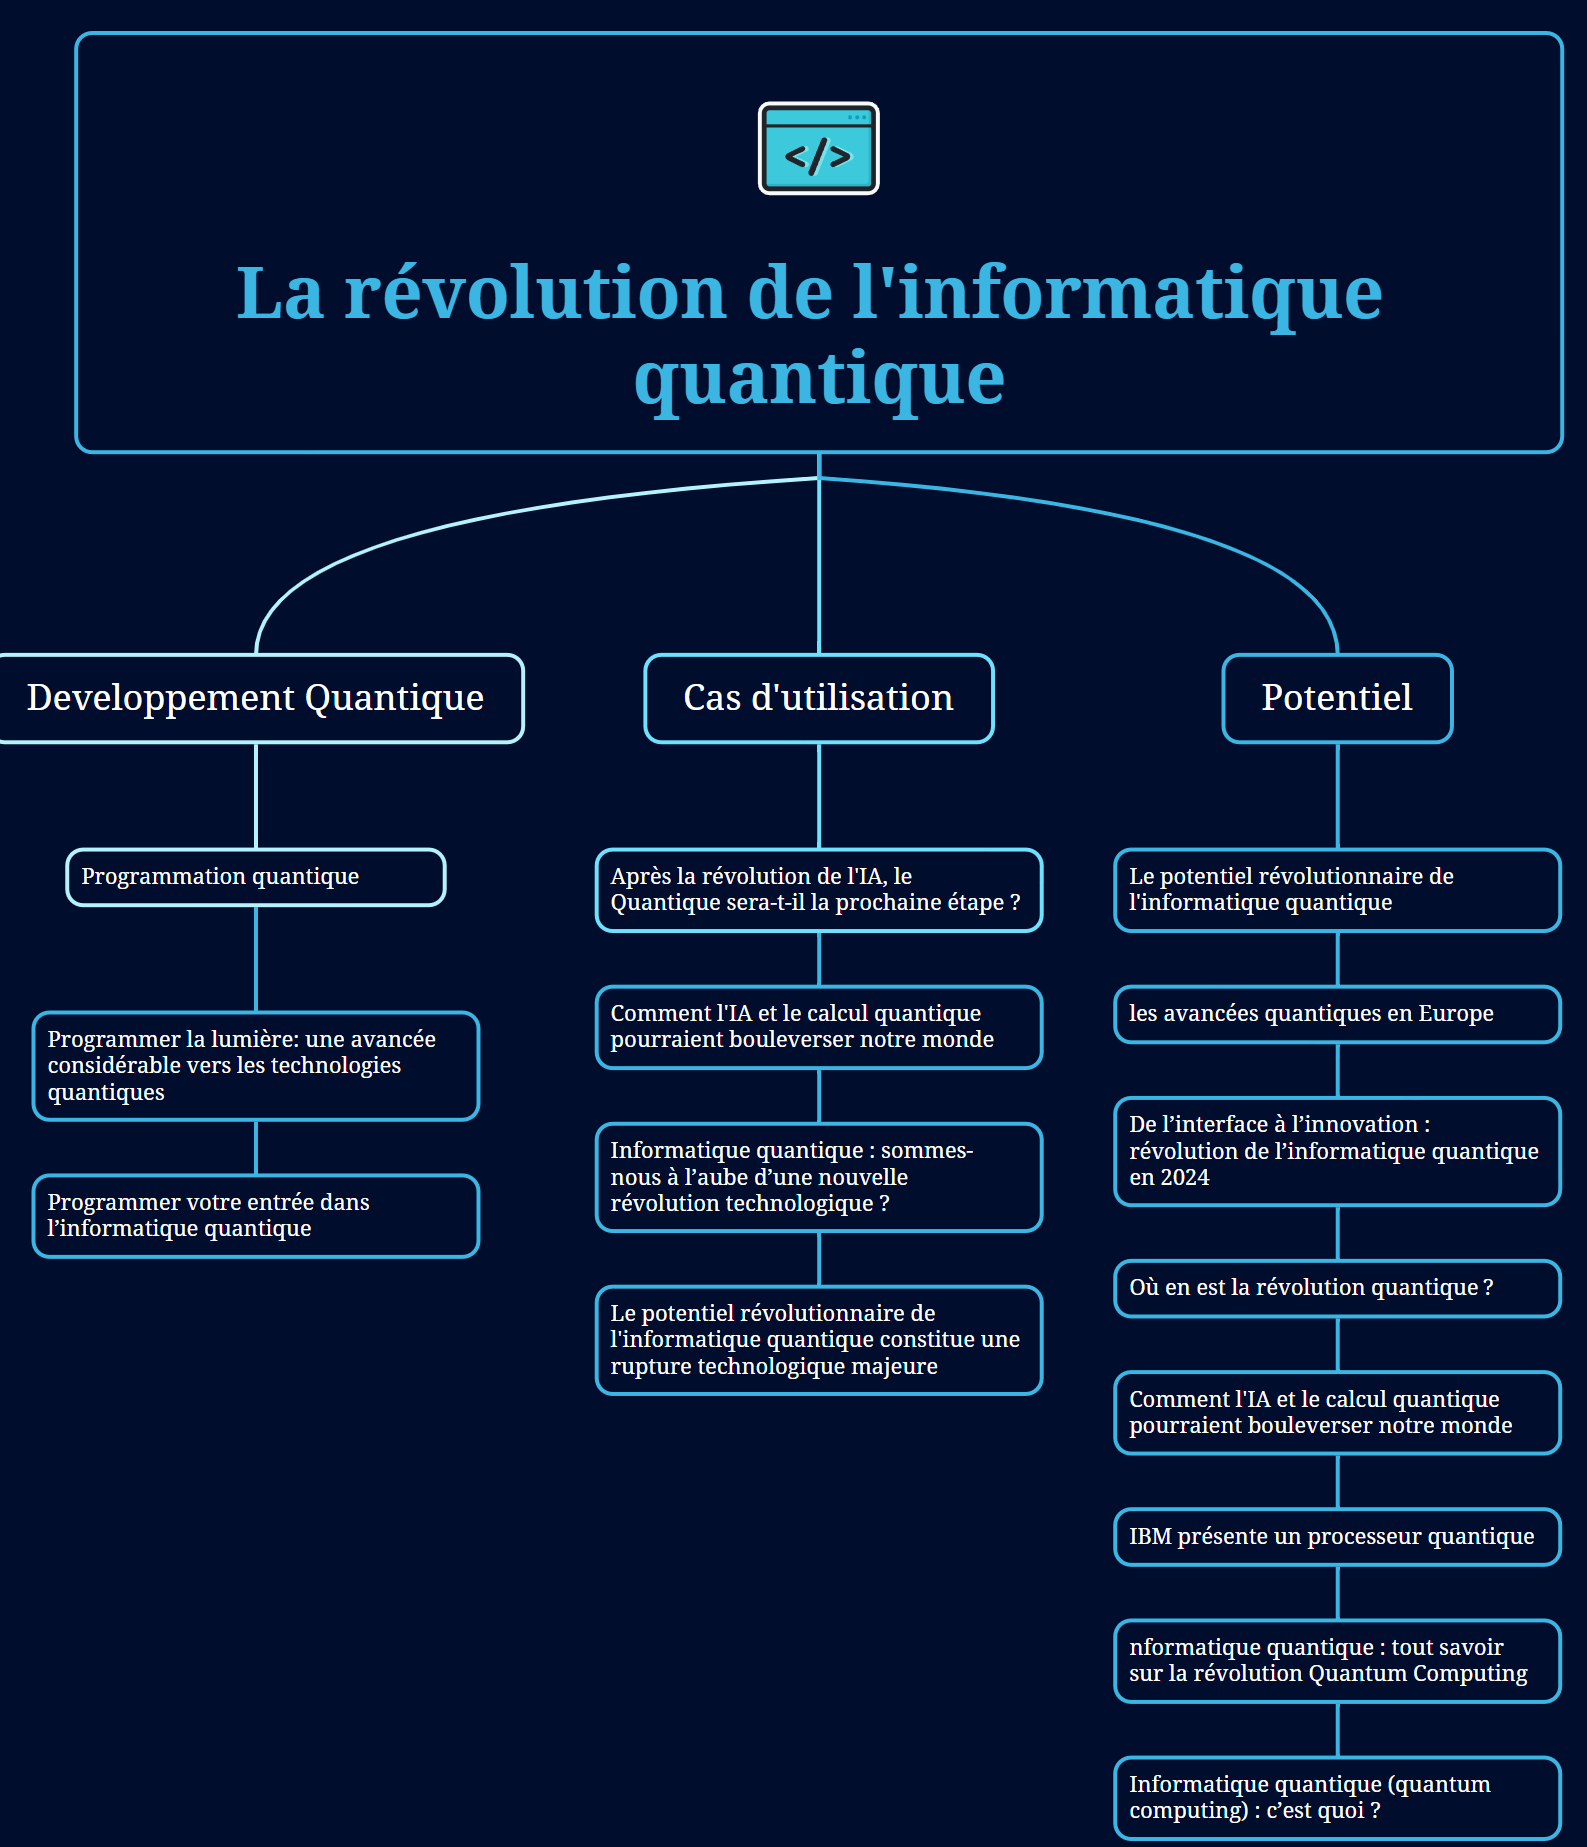 </>
La révolution de l'informatique
quantique
Developpement Quantique
Programmation quantique
Programmer la lumière: une avancée
considérable vers les technologies
quantiques
Programmer votre entrée dans
l’informatique quantique
Cas d'utilisation
Après la révolution de l'IA, le
Quantique sera-t-il la prochaine étape ?
Comment l'IA et le calcul quantique
pourraient bouleverser notre monde
Informatique quantique : sommes-
nous à l’aube d’une nouvelle
révolution technologique ?
Le potentiel révolutionnaire de
l'informatique quantique constitue une
rupture technologique majeure
Potentiel
Le potentiel révolutionnaire de
l'informatique quantique
les avancées quantiques en Europe
De l’interface à l’innovation :
révolution de l’informatique quantique
en 2024
Où en est la révolution quantique ?
Comment l'IA et le calcul quantique
pourraient bouleverser notre monde
IBM présente un processeur quantique
nformatique quantique : tout savoir
sur la révolution Quantum Computing
Informatique quantique (quantum
computing) : c’est quoi ?